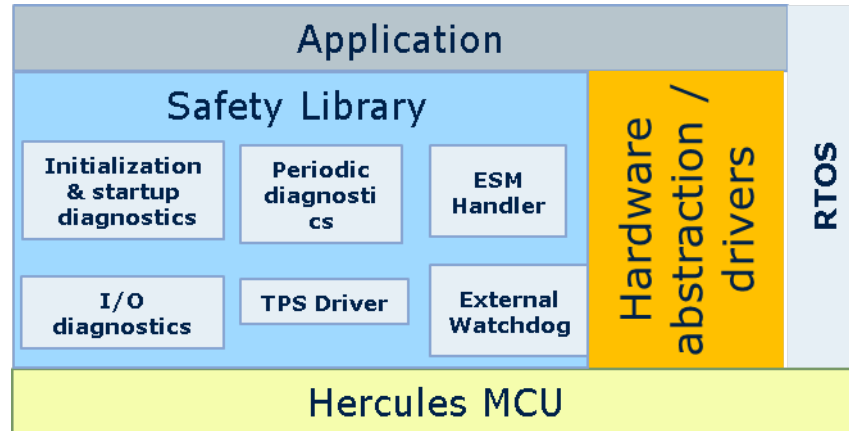 Application
Safety Library
Initialization
& startup
diagnostics
Periodic
diagnosti
cs
ESM
Handler
I/O
diagnostics
TPS Driver
External
Watchdog
Hardware
abstraction /
drivers
RTOS
Hercules MCU